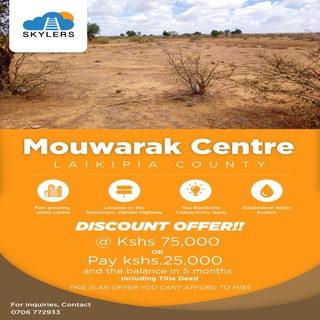 SKYLERS
Mouwarak Centre
LAIKIPIA COUNTY
Fast growing
urban centre
Located on the
Nyahururu- Maralal Highway
Has Electricity
Connectivity ready
Established Water
System
DISCOUNT OFFER!!
@ Kshs 75,000
OR
Pay kshs.25,000
and the balance in 5 months
Including Title Deed
THIS IS AN OFFER YOU CANT AFFORD TO MISS
For inquiries, Contact
0706 772933